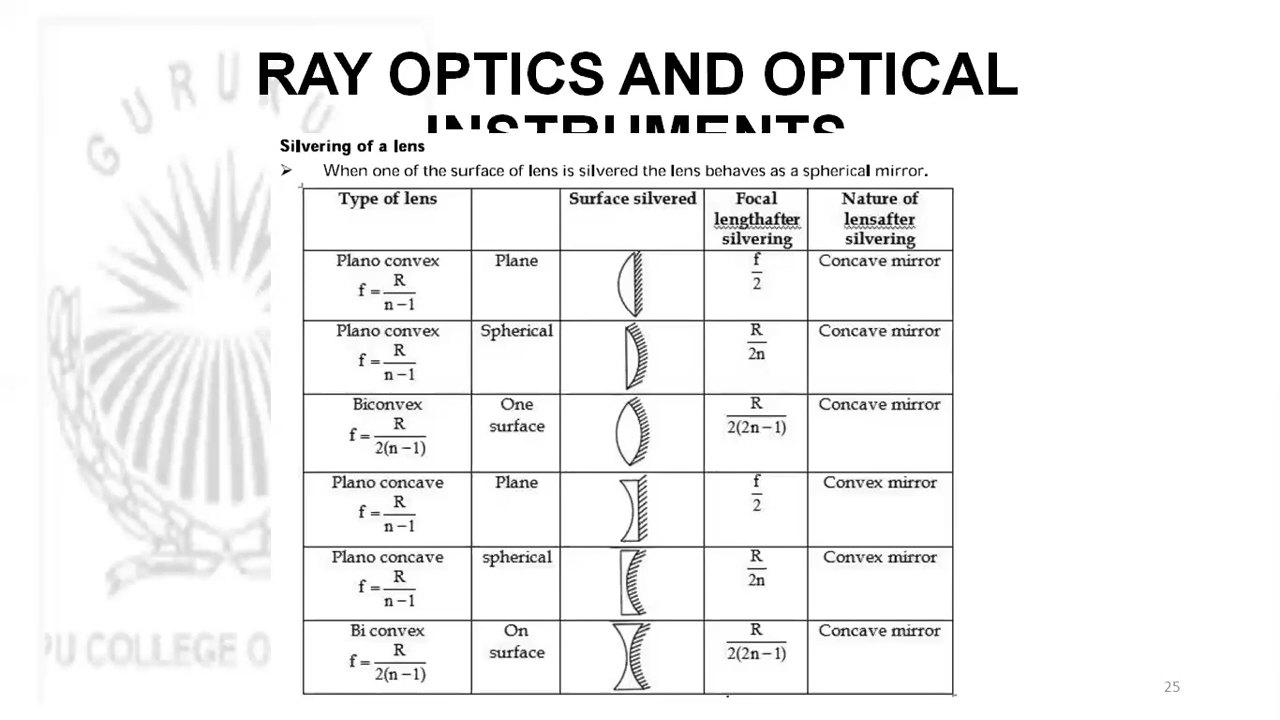 GURUKU
RAY OPTICS AND OPTICAL
INSTRUMENTS
Silvering of a lens
➢ When one of the surface of lens is silvered the lens behaves as a spherical mirror.
Type of lens Surface silvered Focal lengthafter silvering Nature of lensafter silvering
Plano convex f = R/(n−1) Plane f/2 Concave mirror
Plano convex f = R/(n−1) Spherical R/2n Concave mirror
Biconvex f = R/(2(n−1)) One surface R/(2(2n−1)) Concave mirror
Plano concave f = R/(n−1) Plane f/2 Convex mirror
Plano concave f = R/(n−1) spherical R/2n Convex mirror
Bi convex f = R/(2(n−1)) On surface R/(2(2n−1)) Concave mirror
PU COLLEGE O
25